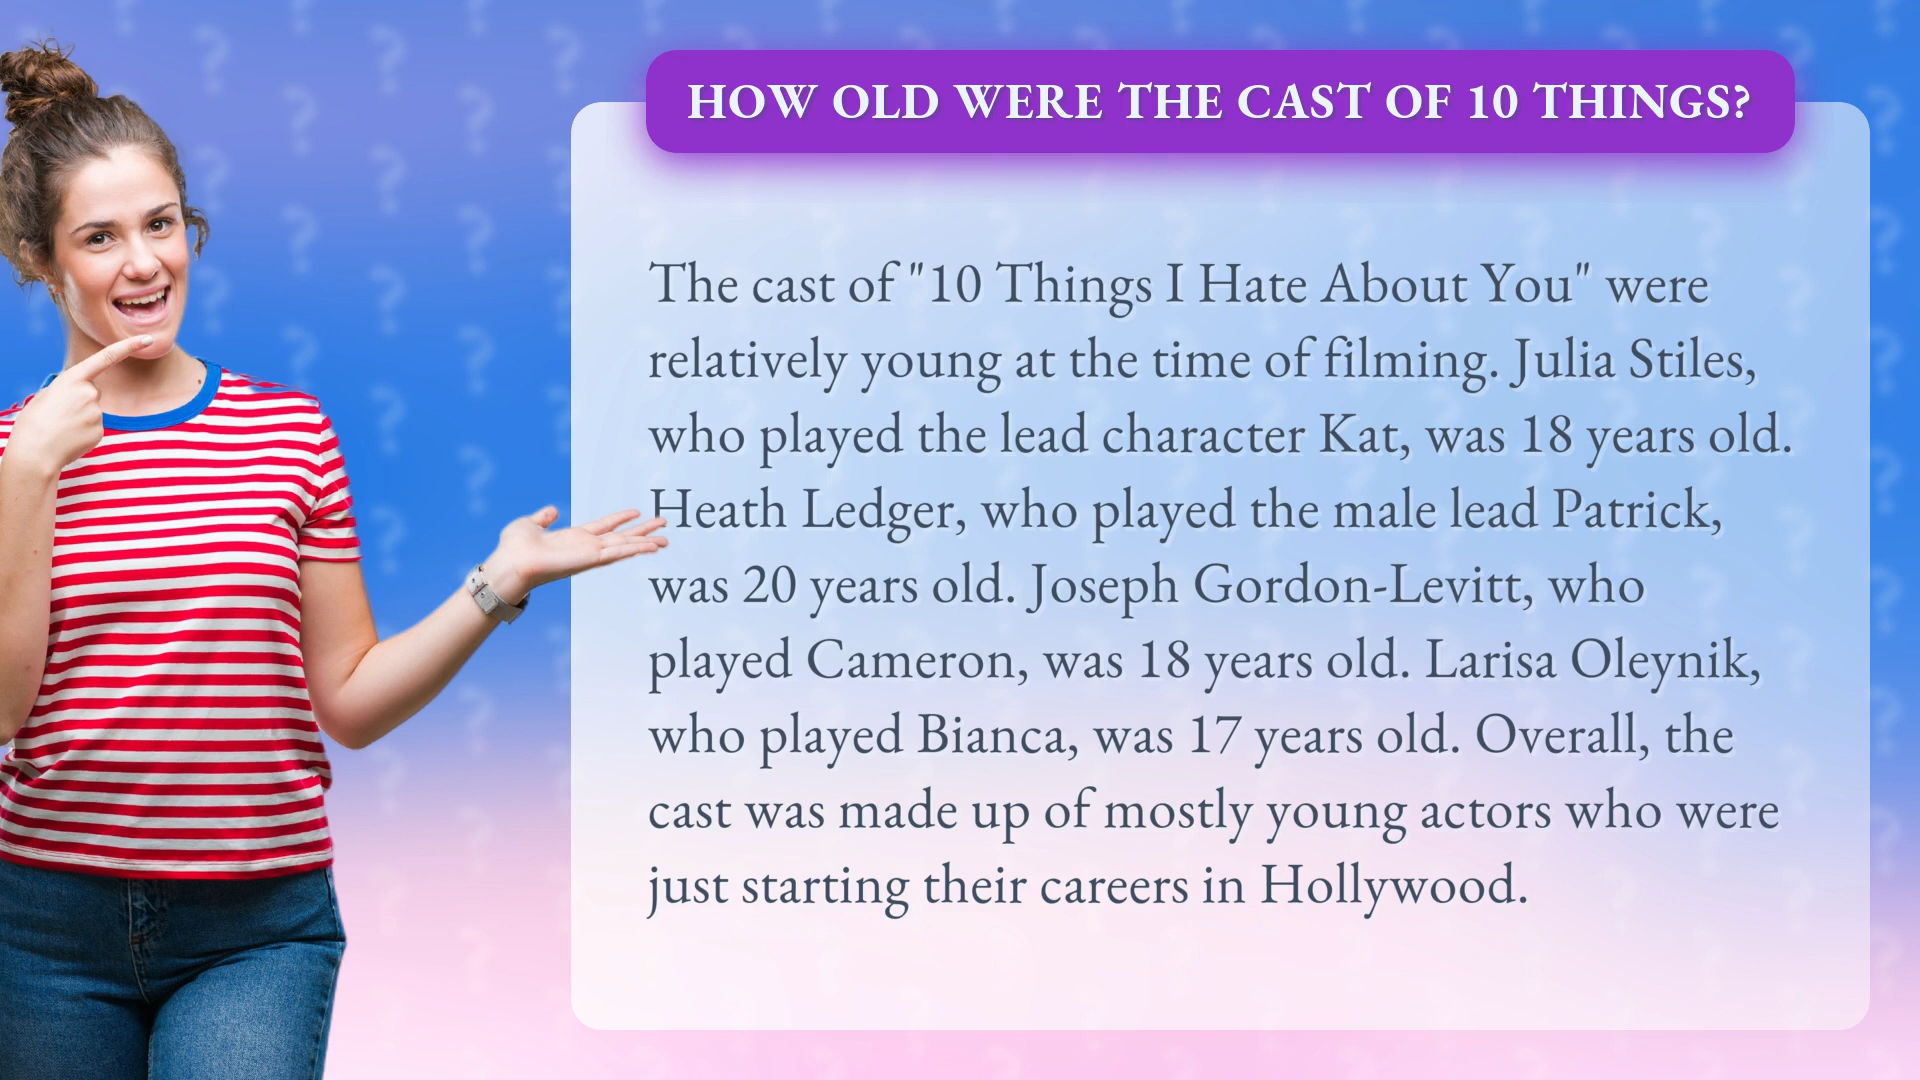 HOW OLD WERE THE CAST OF 10 THINGS?
The cast of "10 Things I Hate About You" were
relatively young at the time of filming. Julia Stiles,
who played the lead character Kat, was 18 years old.
Heath Ledger, who played the male lead Patrick,
was 20 years old. Joseph Gordon-Levitt, who
played Cameron, was 18 years old. Larisa Oleynik,
who played Bianca, was 17 years old. Overall, the
cast was made up of mostly young actors who were
just starting their careers in Hollywood.